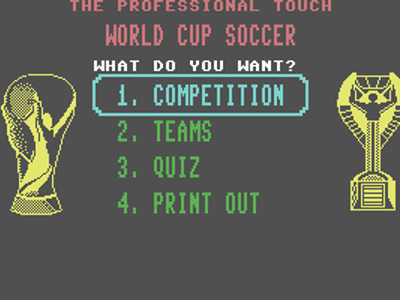 THE PROFESSIONAL TOUCH
WORLD CUP SOCCER
WHAT DO YOU WANT?
1. COMPETITION
2. TEAMS
3. QUIZ
4. PRINT OUT